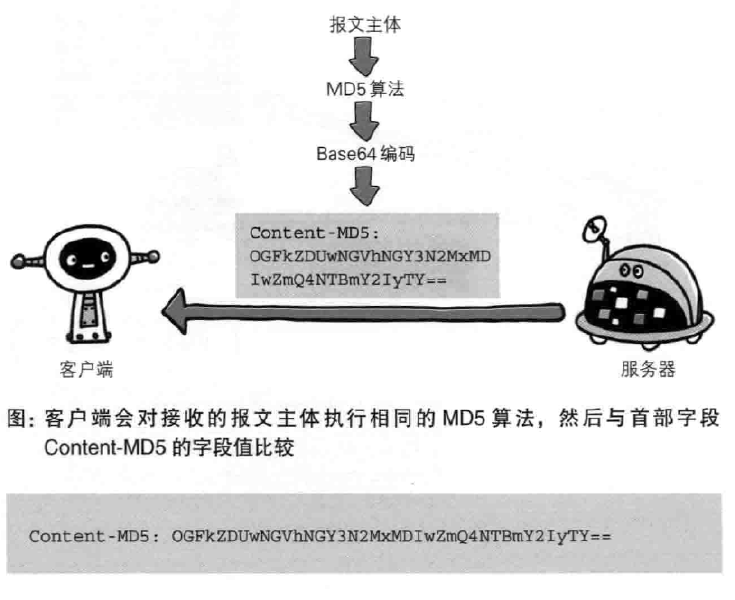 报文主体
MD5 算法
Base64 编码
Content-MD5:
OGFkZDUwNGVhNGY3N2MxMD
IwZmQ4NTBmY2IyTY==
客户端
服务器
图: 客户端会对接收的报文主体执行相同的 MD5 算法，然后与首部字段
Content-MD5 的字段值比较
Content-MD5: OGFkZDUwNGVhNGY3N2MxMDIwZmQ4NTBmY2IyTY==